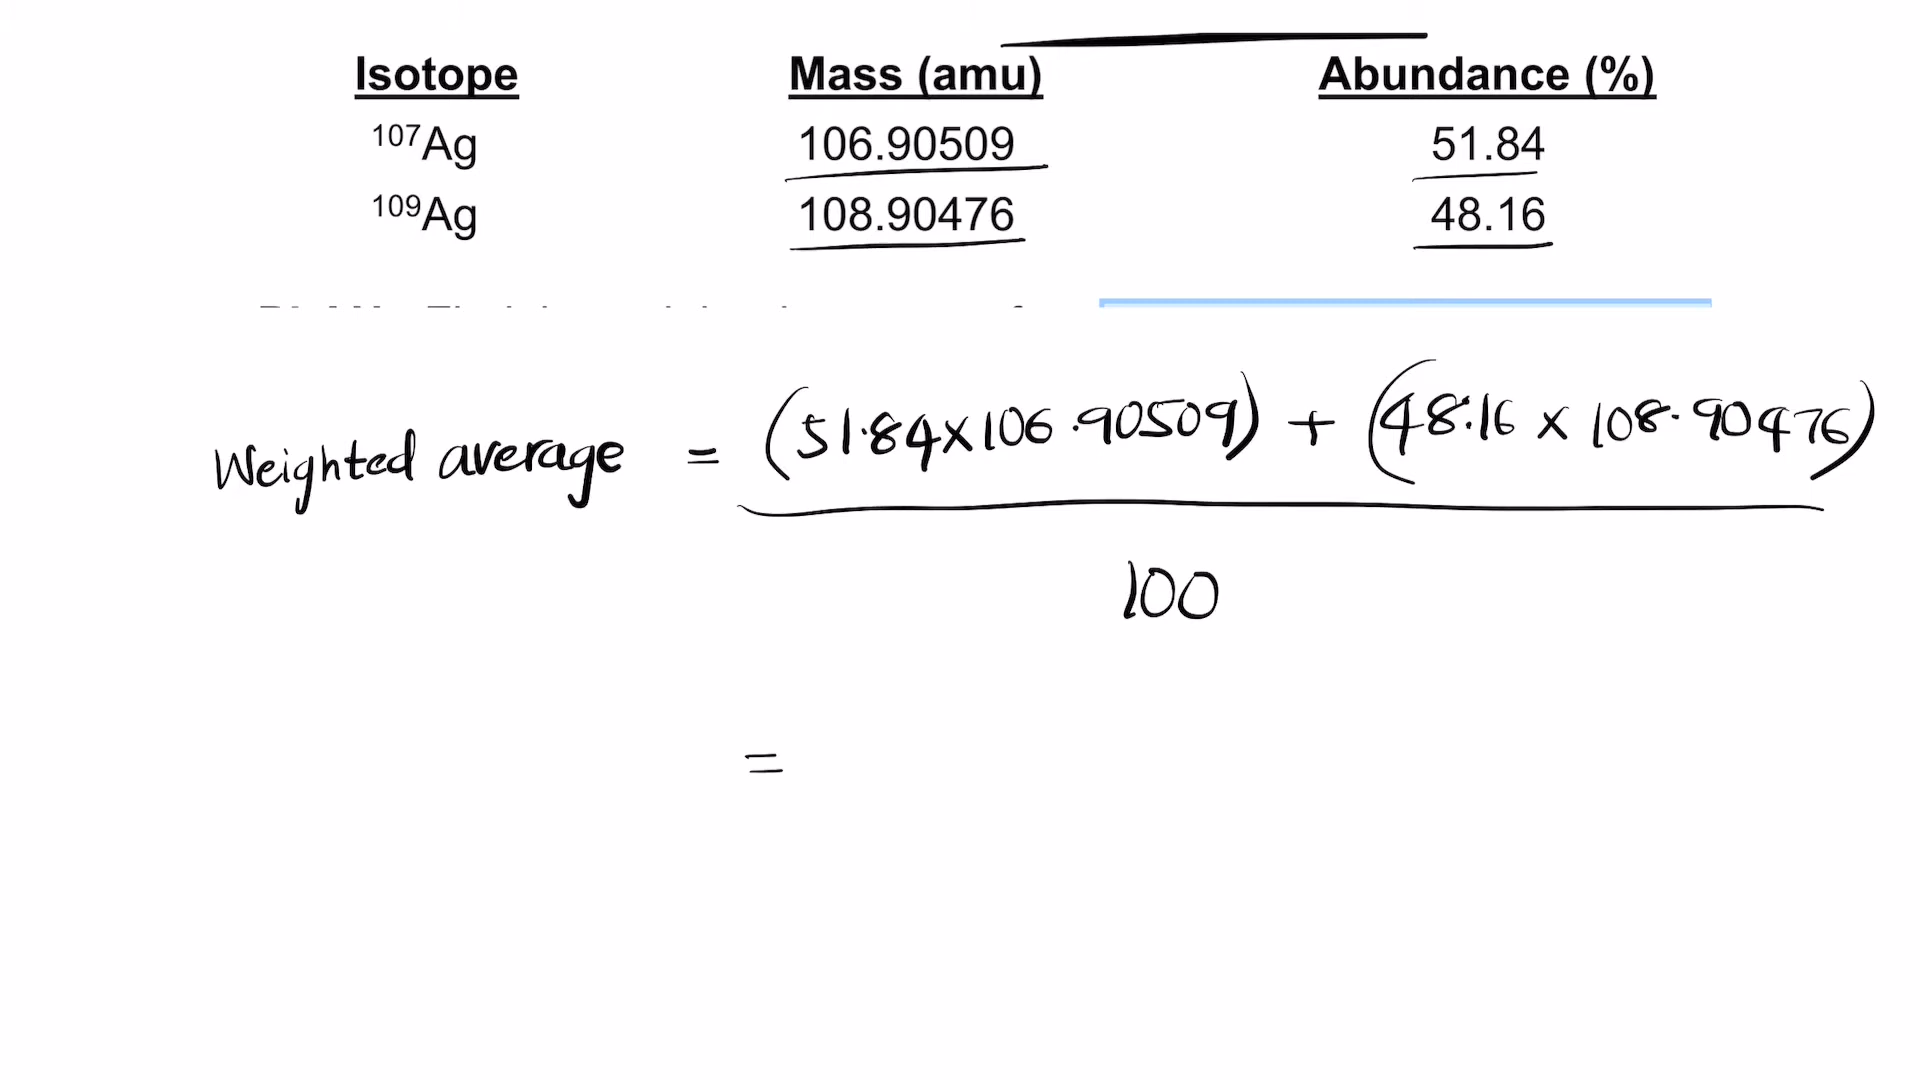 Isotope Mass (amu) Abundance (%)
¹⁰⁷Ag 106.90509 51.84
¹⁰⁹Ag 108.90476 48.16
Weighted average = (51.84x106.90509) + (48.16 x 108.90476)
100
=